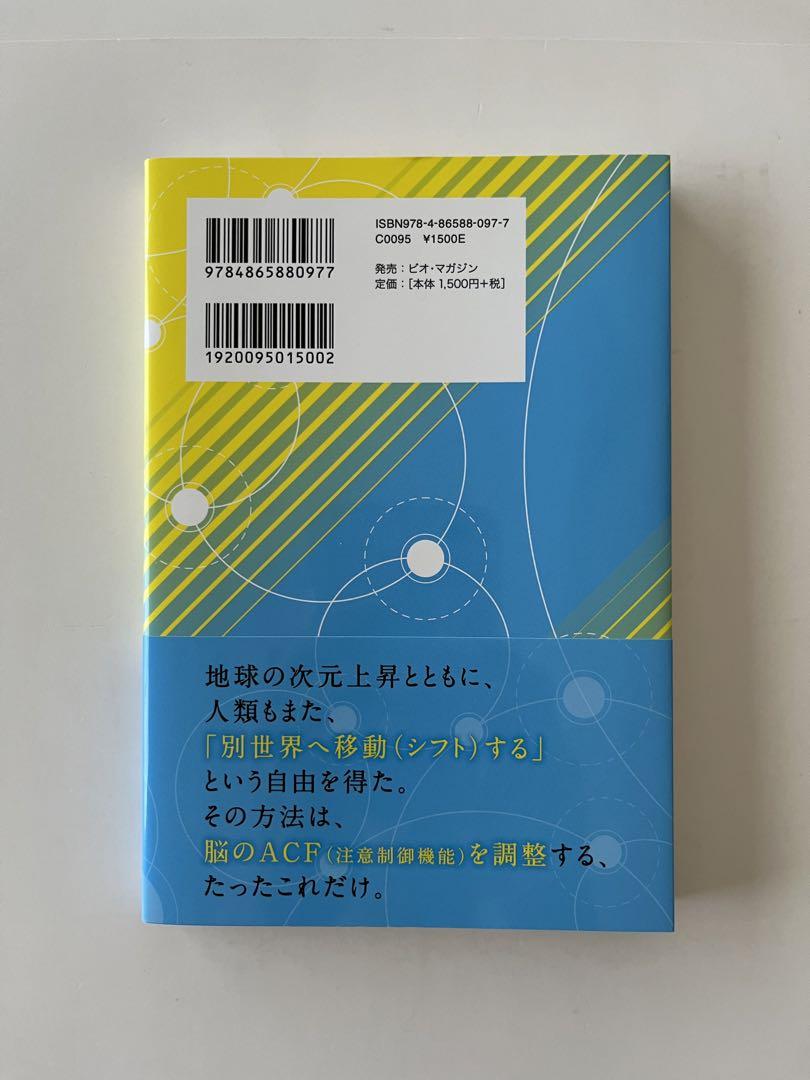 ISBN978-4-86588-097-7
C0095 ¥1500E
発売：ビオ・マガジン
定価：[本体 1,500円+税]
9784865880977
1920095015002
地球の次元上昇とともに、
人類もまた、
「別世界へ移動（シフト）する」
という自由を得た。
その方法は、
脳のACF（注意制御機能）を調整する、
たったこれだけ。